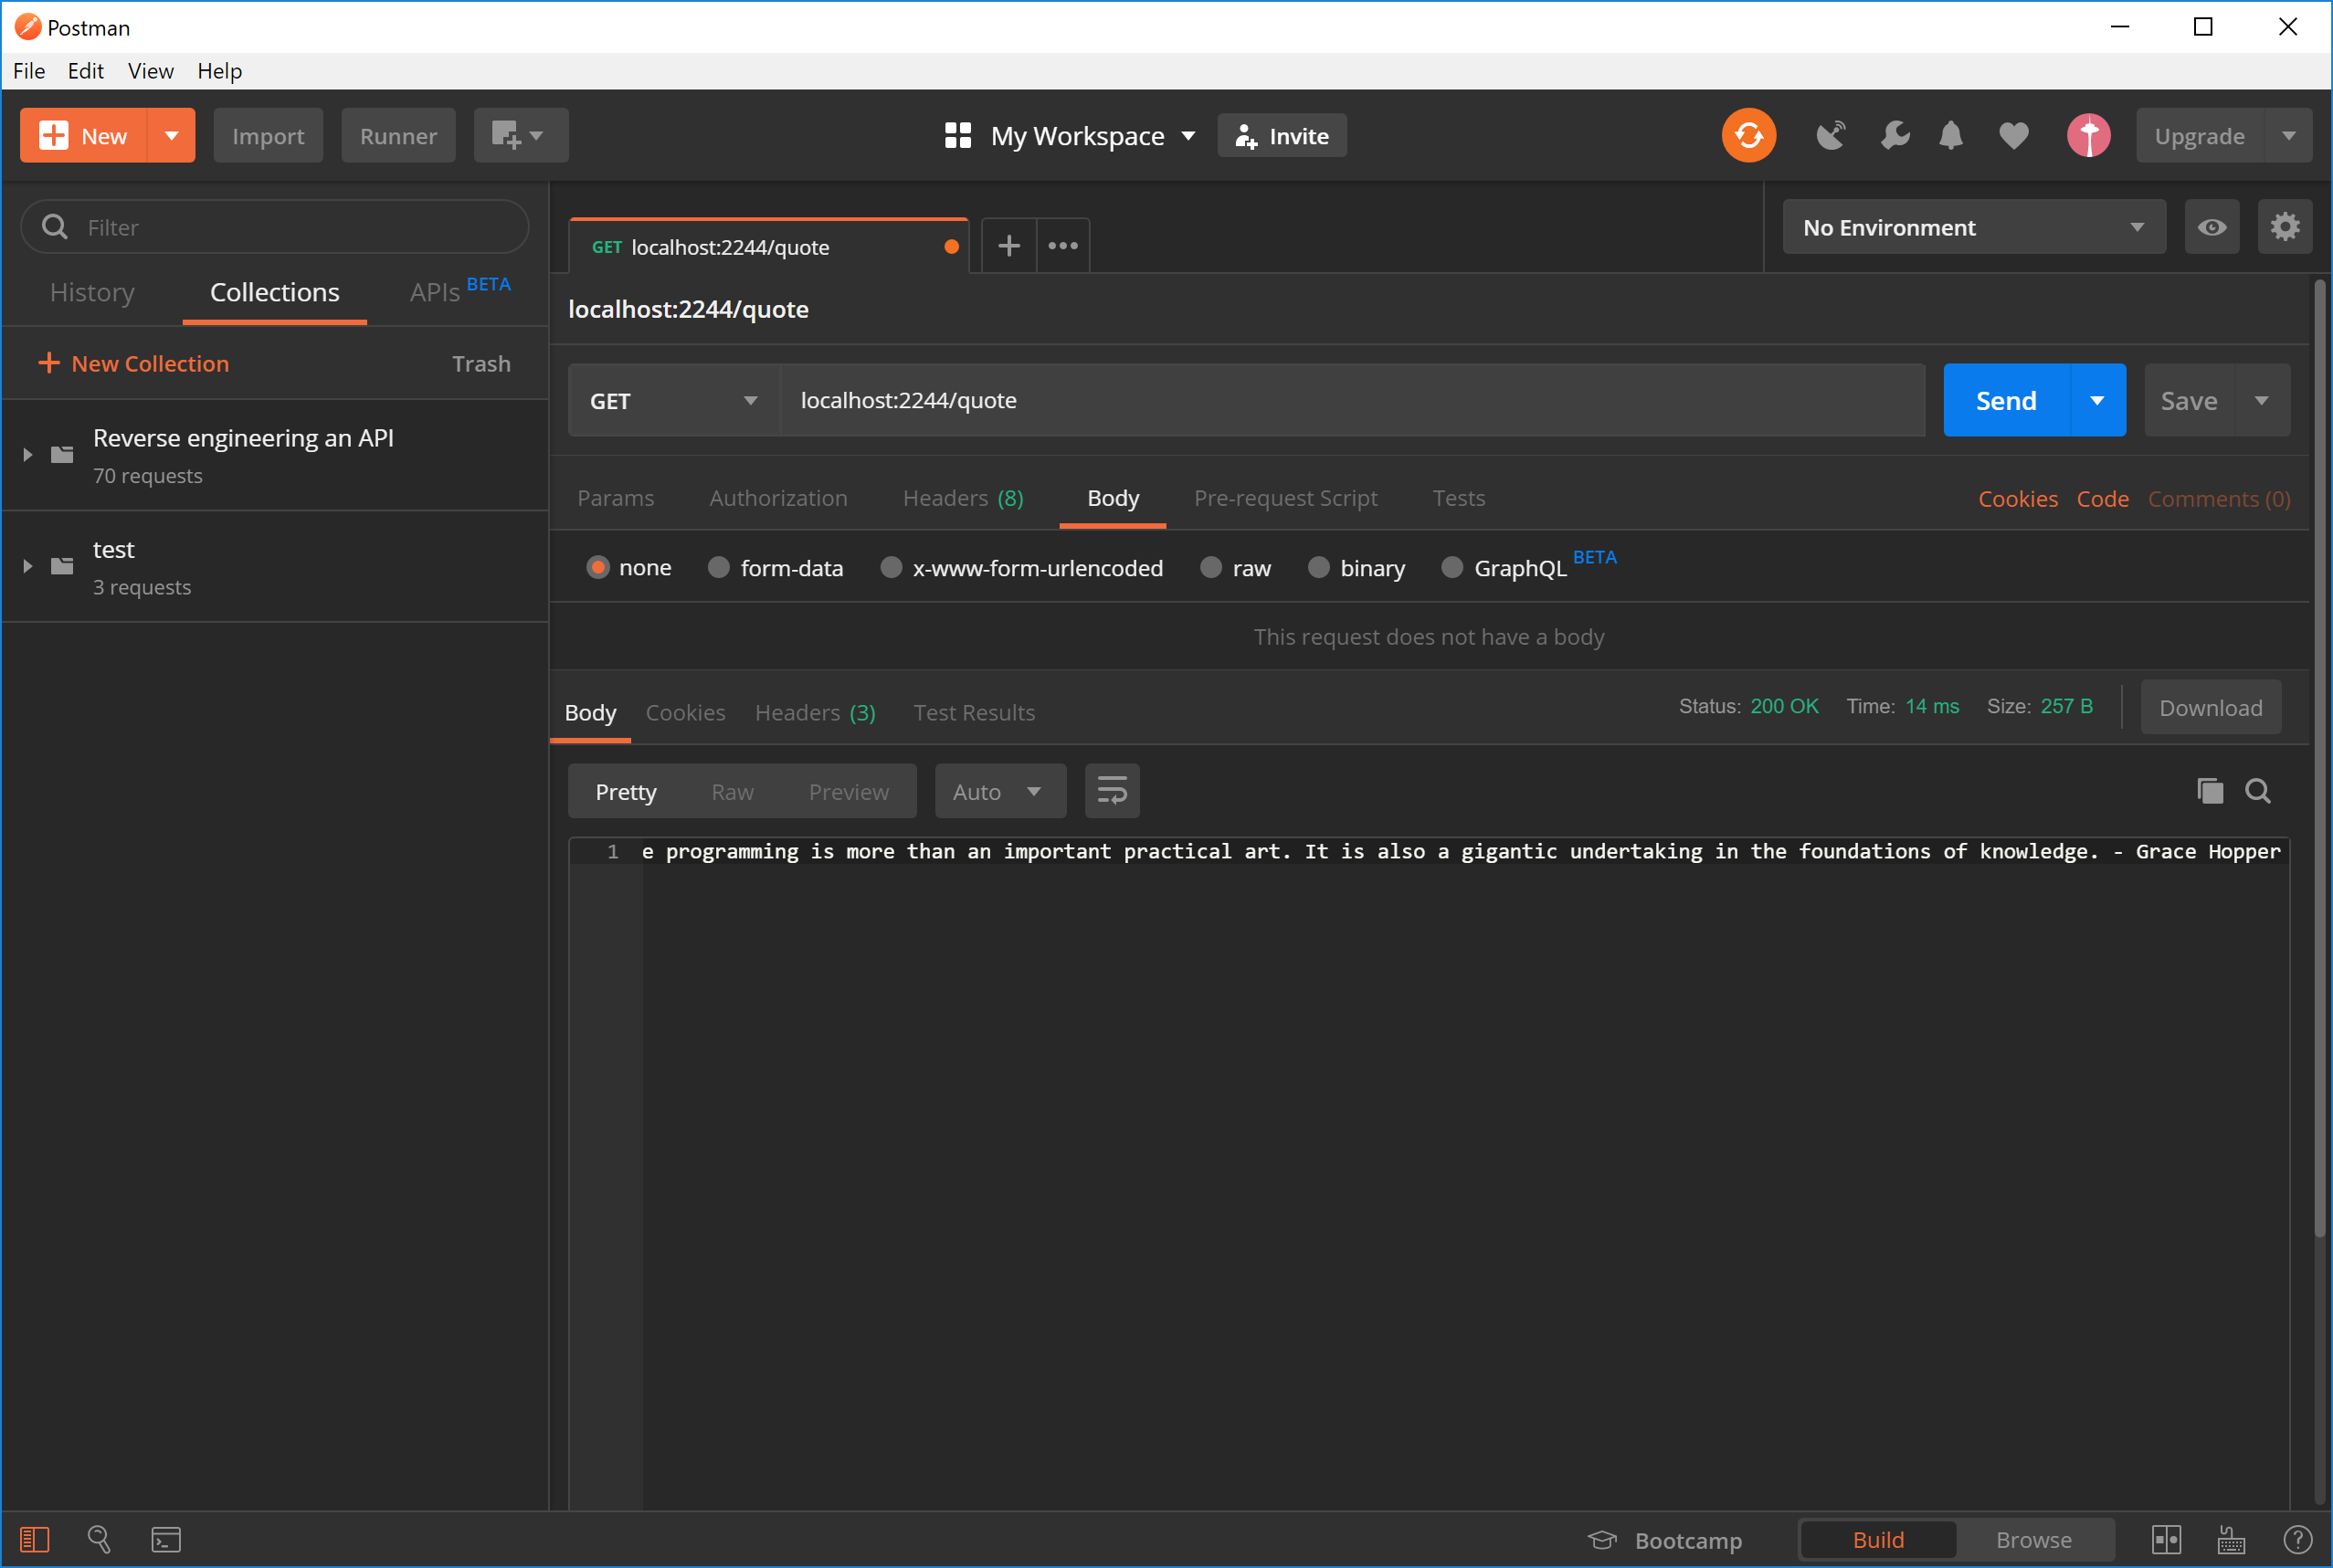 Postman
File Edit View Help
New Import Runner My Workspace Invite Upgrade
Filter
History Collections APIs BETA
New Collection Trash
Reverse engineering an API
70 requests
test
3 requests
GET localhost:2244/quote
No Environment
localhost:2244/quote
GET localhost:2244/quote Send Save
Params Authorization Headers (8) Body Pre-request Script Tests Cookies Code Comments (0)
none form-data x-www-form-urlencoded raw binary GraphQL BETA
This request does not have a body
Body Cookies Headers (3) Test Results Status: 200 OK Time: 14 ms Size: 257 B Download
Pretty Raw Preview Auto
1 e programming is more than an important practical art. It is also a gigantic undertaking in the foundations of knowledge. - Grace Hopper
Bootcamp Build Browse